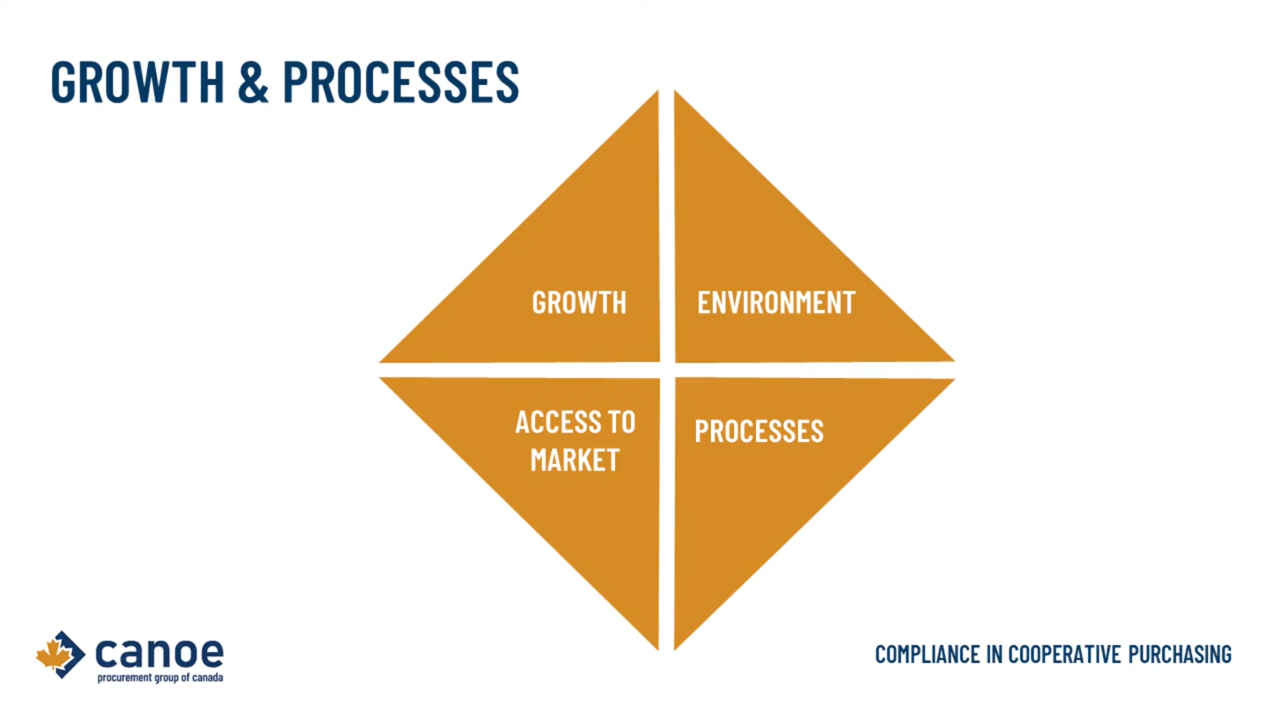 GROWTH & PROCESSES
GROWTH
ENVIRONMENT
ACCESS TO
MARKET
PROCESSES
canoe
procurement group of canada
COMPLIANCE IN COOPERATIVE PURCHASING